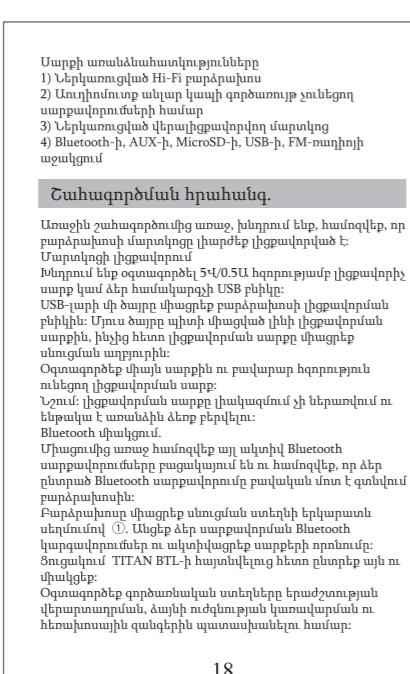 Սարքի առանձնահատկությունները
1) Ներկառուցված Hi-Fi բարձրախոս
2) Աուդիոմուտք անլար կապի գործառույթ չունեցող
սարքավորումների համար
3) Ներկառուցված վերալիցքավորվող մարտկոց
4) Bluetooth-ի, AUX-ի, MicroSD-ի, USB-ի, FM-ռադիոյի
աջակցում
Շահագործման հրահանգ.
Առաջին շահագործումից առաջ, խնդրում ենք, համոզվեք, որ
բարձրախոսի մարտկոցը լիարժեք լիցքավորված է:
Մարտկոցի լիցքավորում
Խնդրում ենք օգտագործել 5Վ/0.5Ա հզորությամբ լիցքավորիչ
սարք կամ ձեր համակարգչի USB բնիկը:
USB-լարի մի ծայրը միացրեք բարձրախոսի լիցքավորման
բնիկին: Մյուս ծայրը պիտի միացված լինի լիցքավորման
սարքին, ինչից հետո լիցքավորման սարքը միացրեք
սնուցման աղբյուրին:
Օգտագործեք միայն սարքին ու բավարար հզորություն
ունեցող լիցքավորման սարք:
Նշում: լիցքավորման սարքը լիակազմում չի ներառվում ու
ենթակա է առանձին ձեռք բերվելու:
Bluetooth միակցում.
Միացումից առաջ համոզվեք այլ ակտիվ Bluetooth
սարքավորումները բացակայում են ու համոզվեք, որ ձեր
ընտրած Bluetooth սարքավորումը բավական մոտ է գտնվում
բարձրախոսին:
Բարձրախոսը միացրեք սնուցման ստեղնի երկարատև
սեղմումով ①. Անցեք ձեր սարքավորման Bluetooth
կարգավորումներ ու ակտիվացրեք սարքերի որոնումը:
Ցուցակում TITAN BTL-ի հայտնվելուց հետո ընտրեք այն ու
միակցեք:
Օգտագործեք գործառնական ստեղները երաժշտության
վերարտադրման, ձայնի ուժգնության կառավարման ու
հեռախոսային զանգերին պատասխանելու համար:
18